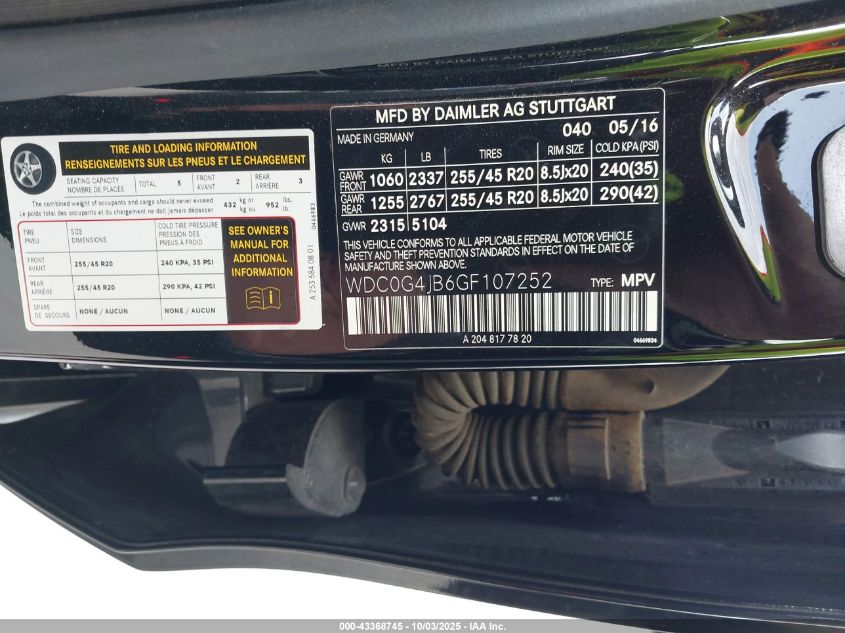 MFD BY DAIMLER AG STUTTGART
MADE IN GERMANY
040 05/16
KG LB TIRES RIM SIZE COLD KPA(PSI)
GAWR FRONT 1060 2337 255/45 R20 8.5Jx20 240(35)
GAWR REAR 1255 2767 255/45 R20 8.5Jx20 290(42)
GVWR 2315 5104
THIS VEHICLE CONFORMS TO ALL APPLICABLE FEDERAL MOTOR VEHICLE
SAFETY AND THEFT PREVENTION STANDARDS IN EFFECT ON THE DATE OF
MANUFACTURE SHOWN ABOVE.
WDC0G4JB6GF107252 TYPE: MPV
A 204 817 78 20
04669834
TIRE AND LOADING INFORMATION
RENSEIGNEMENTS SUR LES PNEUS ET LE CHARGEMENT
SEATING CAPACITY TOTAL 5 FRONT 2 REAR 3
NOMBRE DE PLACES AVANT ARRIÈRE
The combined weight of occupants and cargo should never exceed 432 kg or 952 lbs.
Le poids total des occupants et du chargement ne doit jamais dépasser kg ou lb.
TIRE SIZE COLD TIRE PRESSURE
PNEU DIMENSIONS PRESSION DES
PNEUS À FROID
FRONT
AVANT 255/45 R20 240 KPA, 35 PSI
REAR
ARRIÈRE 255/45 R20 290 KPA, 42 PSI
SPARE
DE SECOURS NONE / AUCUN NONE / AUCUN
SEE OWNER'S
MANUAL FOR
ADDITIONAL
INFORMATION
A 253 584 08 01
0466983
000-43368745 - 10/03/2025 - IAA Inc.